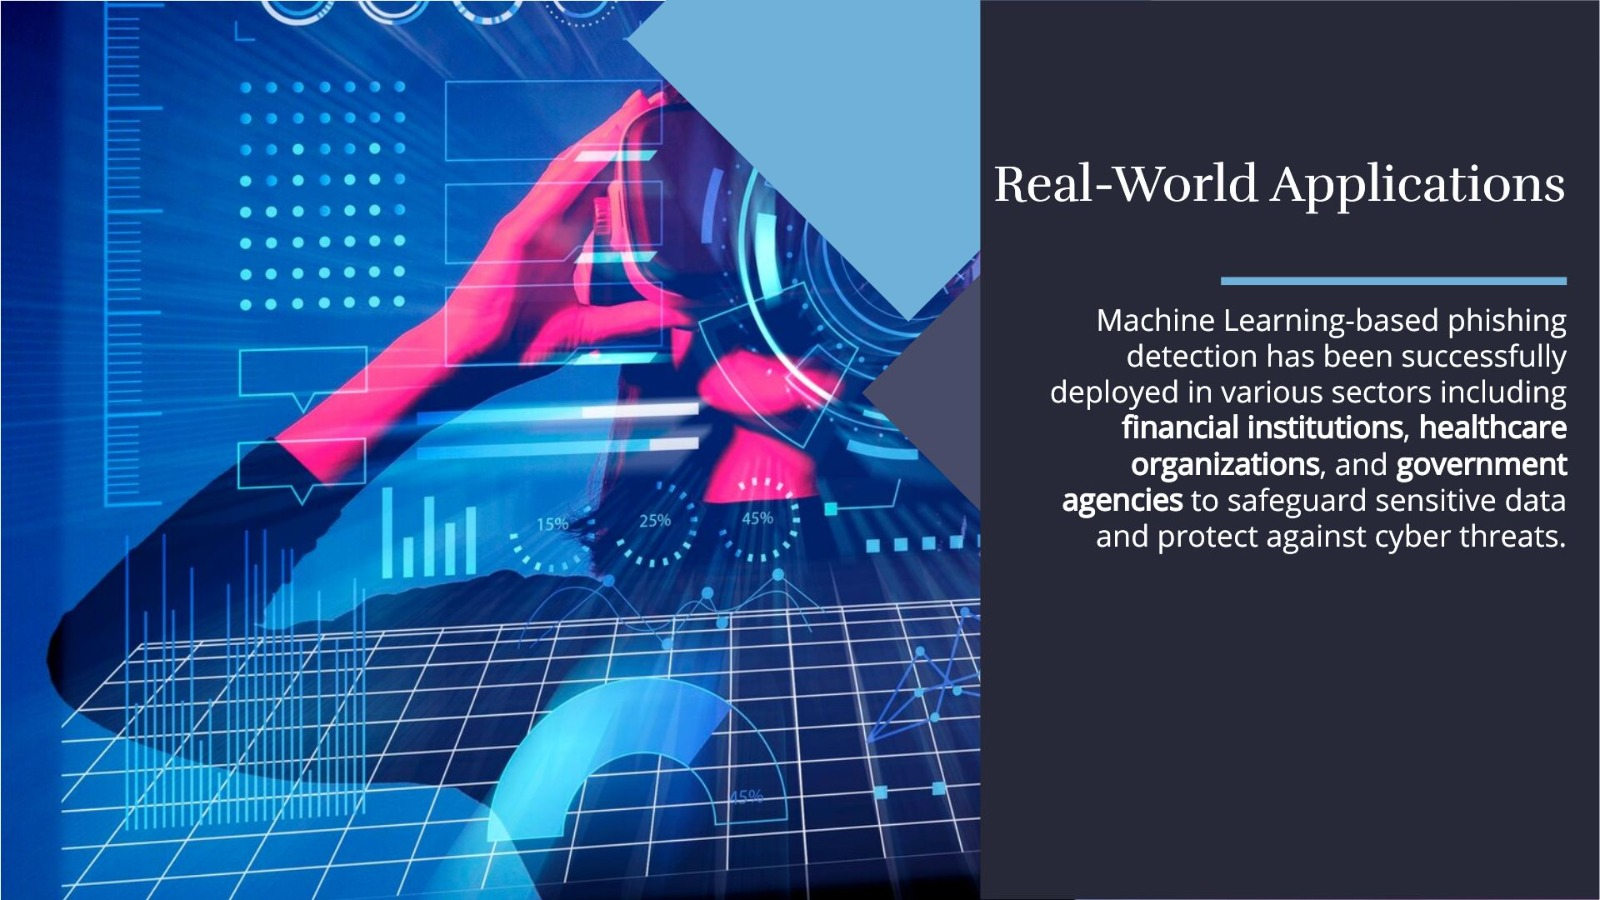 Real-World Applications
Machine Learning-based phishing
detection has been successfully
deployed in various sectors including
financial institutions, healthcare
organizations, and government
agencies to safeguard sensitive data
and protect against cyber threats.
15%
25%
45%
45%